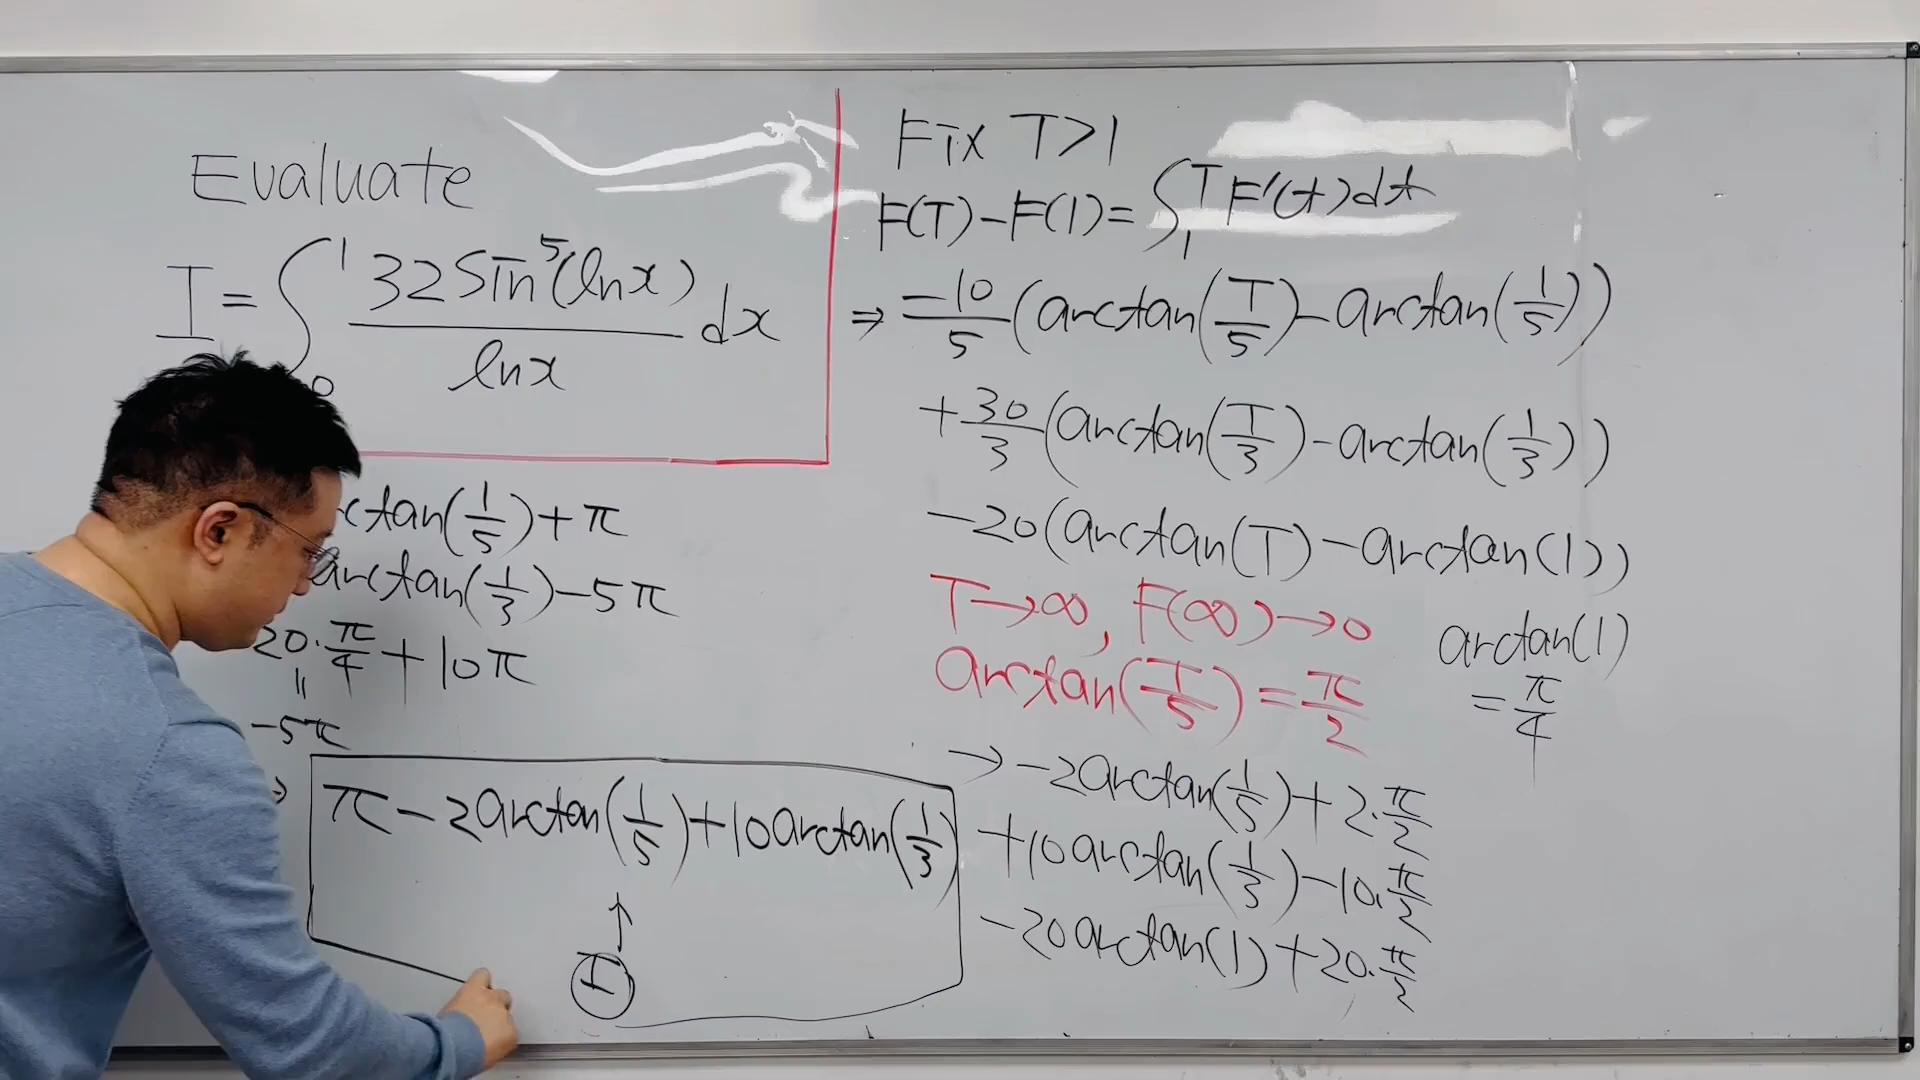 Evaluate
I = ∫₀¹ 32 sin⁵(lnx) / lnx dx
Fix T>1
F(T)-F(1)= ∫₁ᵀ F'(t)dt
⇒ -10/5 (arctan(T/5)-arctan(1/5))
+30/3 (arctan(T/3)-arctan(1/3))
-20(arctan(T)-arctan(1))
T→∞, F(∞)→0
arctan(T/5)=π/2
arctan(1)
=π/4
→ -2arctan(1/5)+2·π/2
+10arctan(1/3)-10·π/2
-20arctan(1)+20·π/2
ctan(1/5)+π
arctan(1/3)-5π
20·π/4+10π
=
-5π
π-2arctan(1/5)+10arctan(1/3)
↑
I